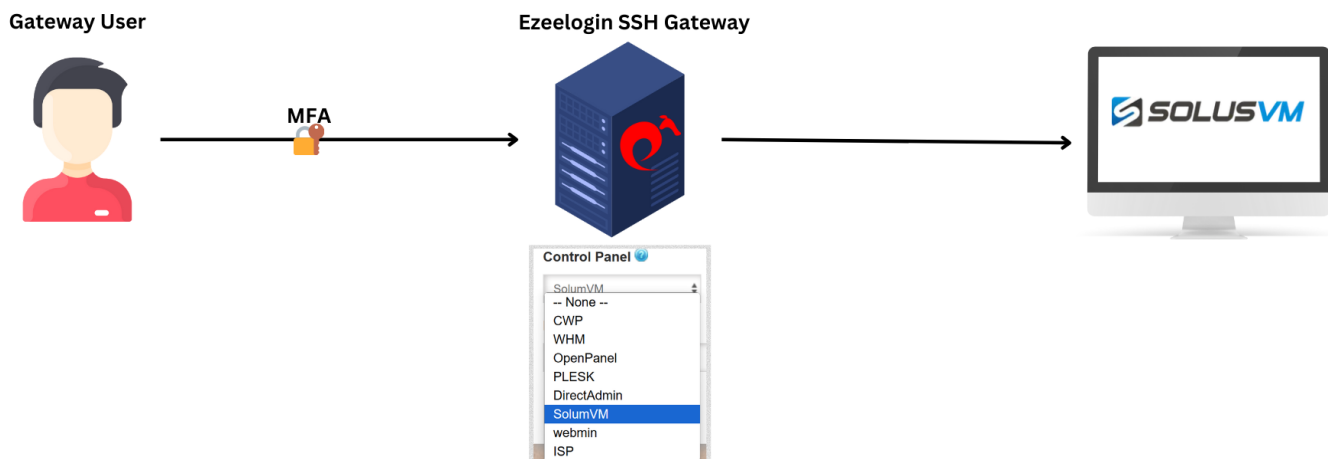 Gateway User
Ezeelogin SSH Gateway
MFA
SOLUSVM
Control Panel ?
SolumVM
-- None --
CWP
WHM
OpenPanel
PLESK
DirectAdmin
SolumVM
webmin
ISP